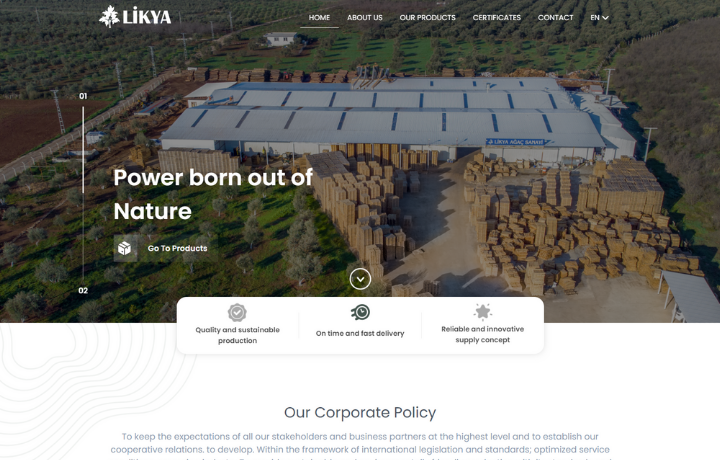 LİKYA
HOME ABOUT US OUR PRODUCTS CERTIFICATES CONTACT EN
01
LİKYA AĞAÇ SANAYİ
Power born out of
Nature
Go To Products
02
Quality and sustainable
production
On time and fast delivery
Reliable and innovative
supply concept
Our Corporate Policy
To keep the expectations of all our stakeholders and business partners at the highest level and to establish our
cooperative relations, to develop. Within the framework of international legislation and standards; optimized service